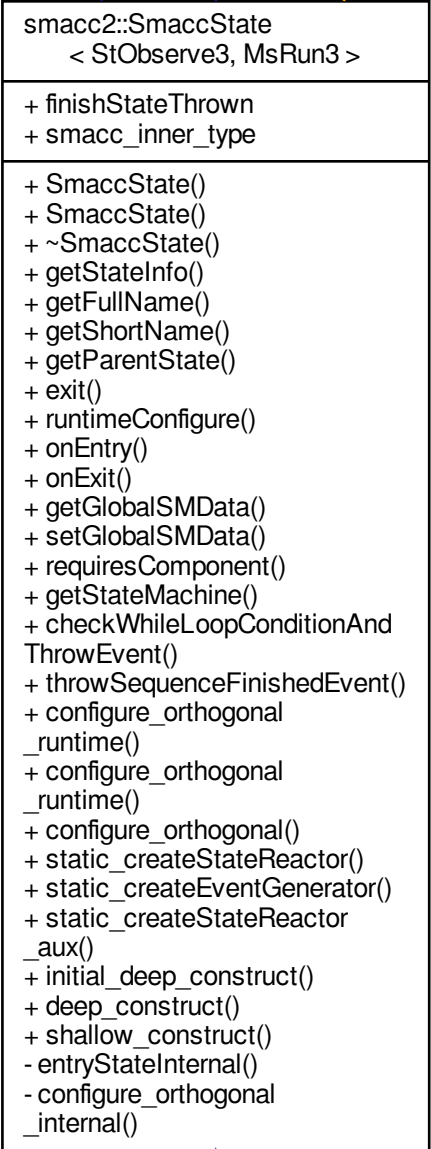 smacc2::SmaccState
< StObserve3, MsRun3 >
+ finishStateThrown
+ smacc_inner_type
+ SmaccState()
+ SmaccState()
+ ~SmaccState()
+ getStateInfo()
+ getFullName()
+ getShortName()
+ getParentState()
+ exit()
+ runtimeConfigure()
+ onEntry()
+ onExit()
+ getGlobalSMData()
+ setGlobalSMData()
+ requiresComponent()
+ getStateMachine()
+ checkWhileLoopConditionAnd
ThrowEvent()
+ throwSequenceFinishedEvent()
+ configure_orthogonal
_runtime()
+ configure_orthogonal
_runtime()
+ configure_orthogonal()
+ static_createStateReactor()
+ static_createEventGenerator()
+ static_createStateReactor
_aux()
+ initial_deep_construct()
+ deep_construct()
+ shallow_construct()
- entryStateInternal()
- configure_orthogonal
_internal()